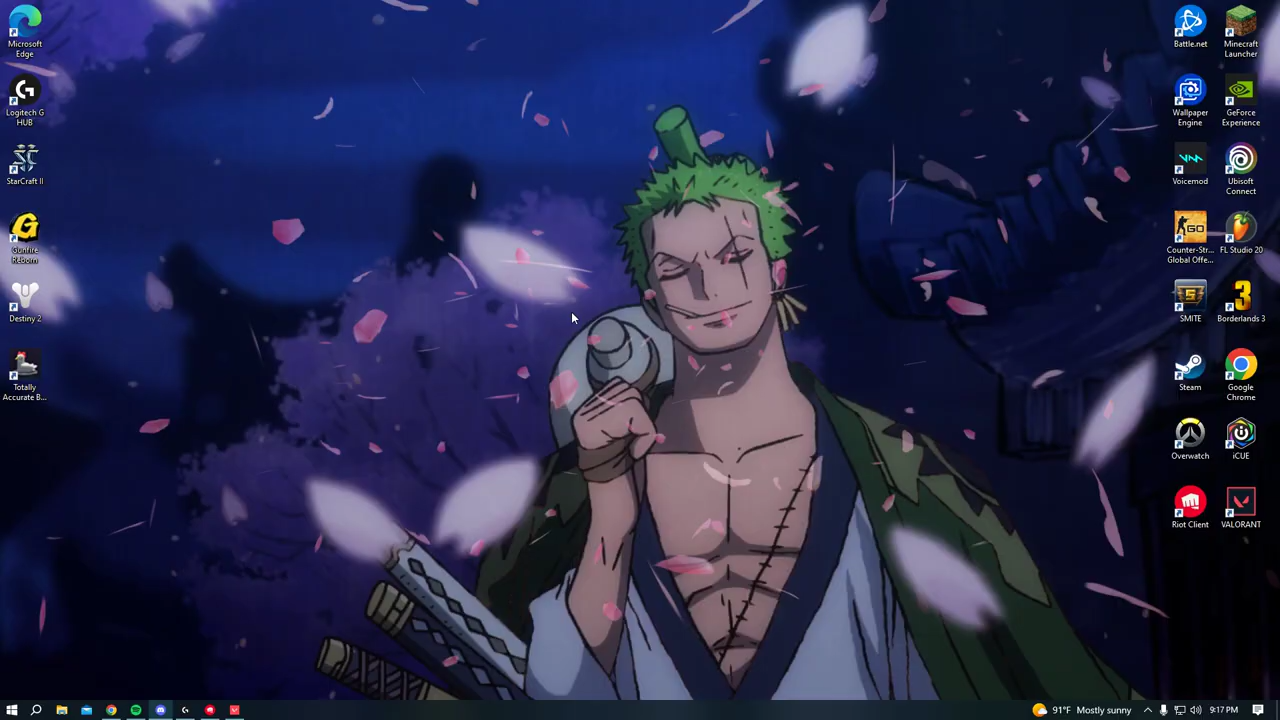 Microsoft
Edge
Logitech G
HUB
StarCraft II
Gunfire
REborn
Destiny 2
Totally
Accurate B...
Battle.net
Minecraft
Launcher
Wallpaper
Engine
GeForce
Experience
Voicemod
Ubisoft
Connect
Counter-Str...
Global Offe...
FL Studio 20
SMITE
Borderlands 3
Steam
Google
Chrome
Overwatch
iCUE
Riot Client
VALORANT
91°F Mostly sunny
9:17 PM